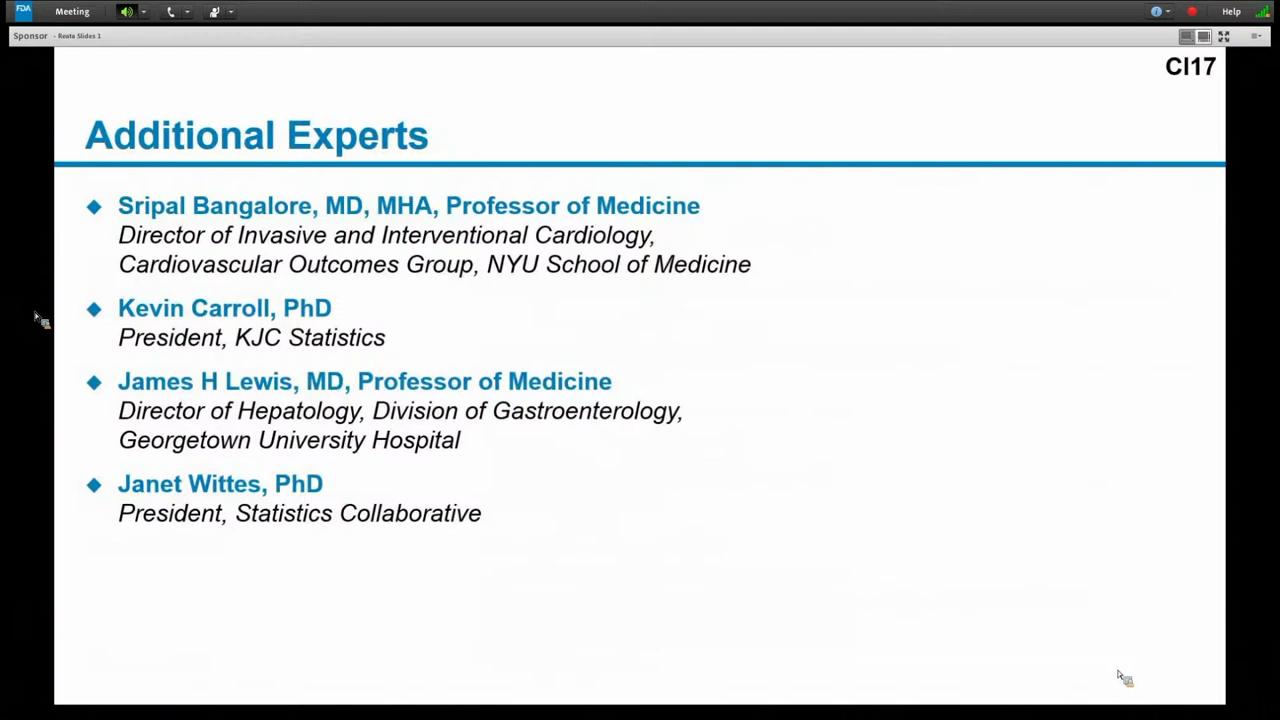 FDA
Meeting
Help
Sponsor - Reata Slides 1
CI17
Additional Experts
Sripal Bangalore, MD, MHA, Professor of Medicine
Director of Invasive and Interventional Cardiology,
Cardiovascular Outcomes Group, NYU School of Medicine
Kevin Carroll, PhD
President, KJC Statistics
James H Lewis, MD, Professor of Medicine
Director of Hepatology, Division of Gastroenterology,
Georgetown University Hospital
Janet Wittes, PhD
President, Statistics Collaborative